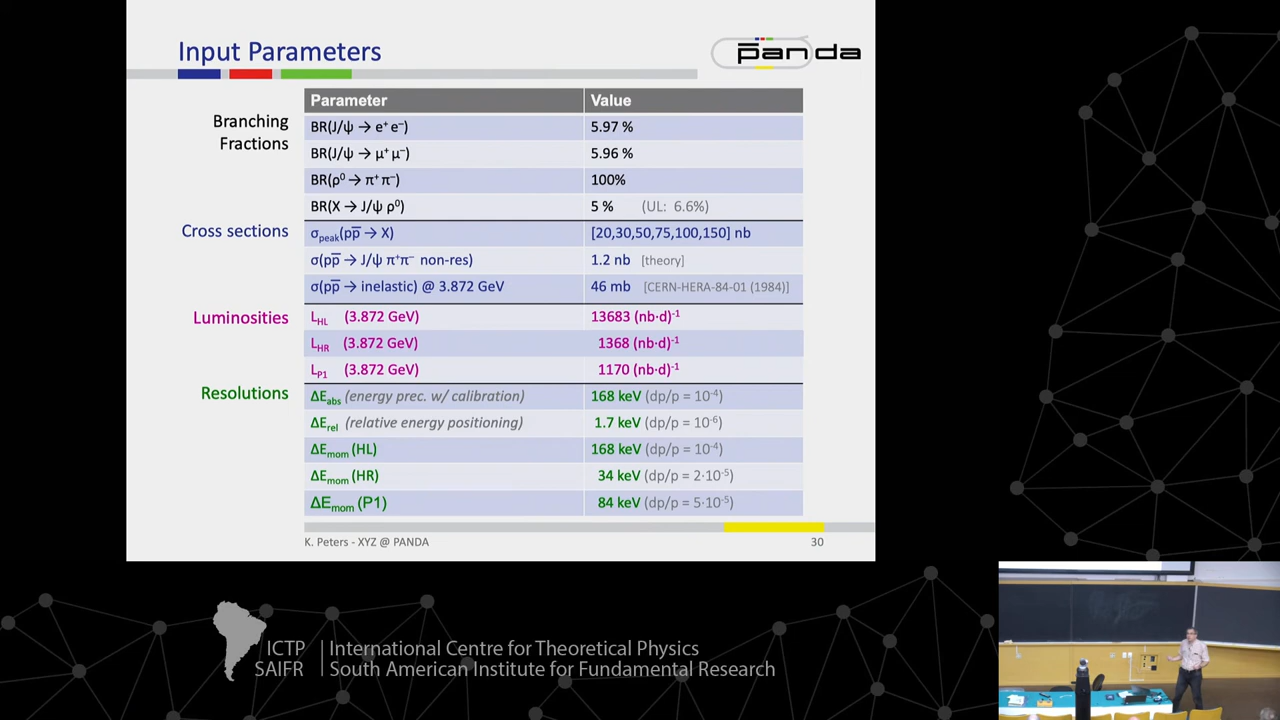 Input Parameters
p̅anda
Parameter Value
Branching Fractions
BR(J/ψ → e⁺ e⁻) 5.97 %
BR(J/ψ → μ⁺ μ⁻) 5.96 %
BR(ρ⁰ → π⁺ π⁻) 100%
BR(X → J/ψ ρ⁰) 5 % (UL: 6.6%)
Cross sections
σpeak(pp̅ → X) [20,30,50,75,100,150] nb
σ(pp̅ → J/ψ π⁺π⁻ non-res) 1.2 nb [theory]
σ(pp̅ → inelastic) @ 3.872 GeV 46 mb [CERN-HERA-84-01 (1984)]
Luminosities
L_HL (3.872 GeV) 13683 (nb·d)⁻¹
L_HR (3.872 GeV) 1368 (nb·d)⁻¹
L_P1 (3.872 GeV) 1170 (nb·d)⁻¹
Resolutions
ΔE_abs (energy prec. w/ calibration) 168 keV (dp/p = 10⁻⁴)
ΔE_rel (relative energy positioning) 1.7 keV (dp/p = 10⁻⁶)
ΔE_mom (HL) 168 keV (dp/p = 10⁻⁴)
ΔE_mom (HR) 34 keV (dp/p = 2·10⁻⁵)
ΔE_mom (P1) 84 keV (dp/p = 5·10⁻⁵)
K. Peters - XYZ @ PANDA 30
ICTP International Centre for Theoretical Physics
SAIFR South American Institute for Fundamental Research